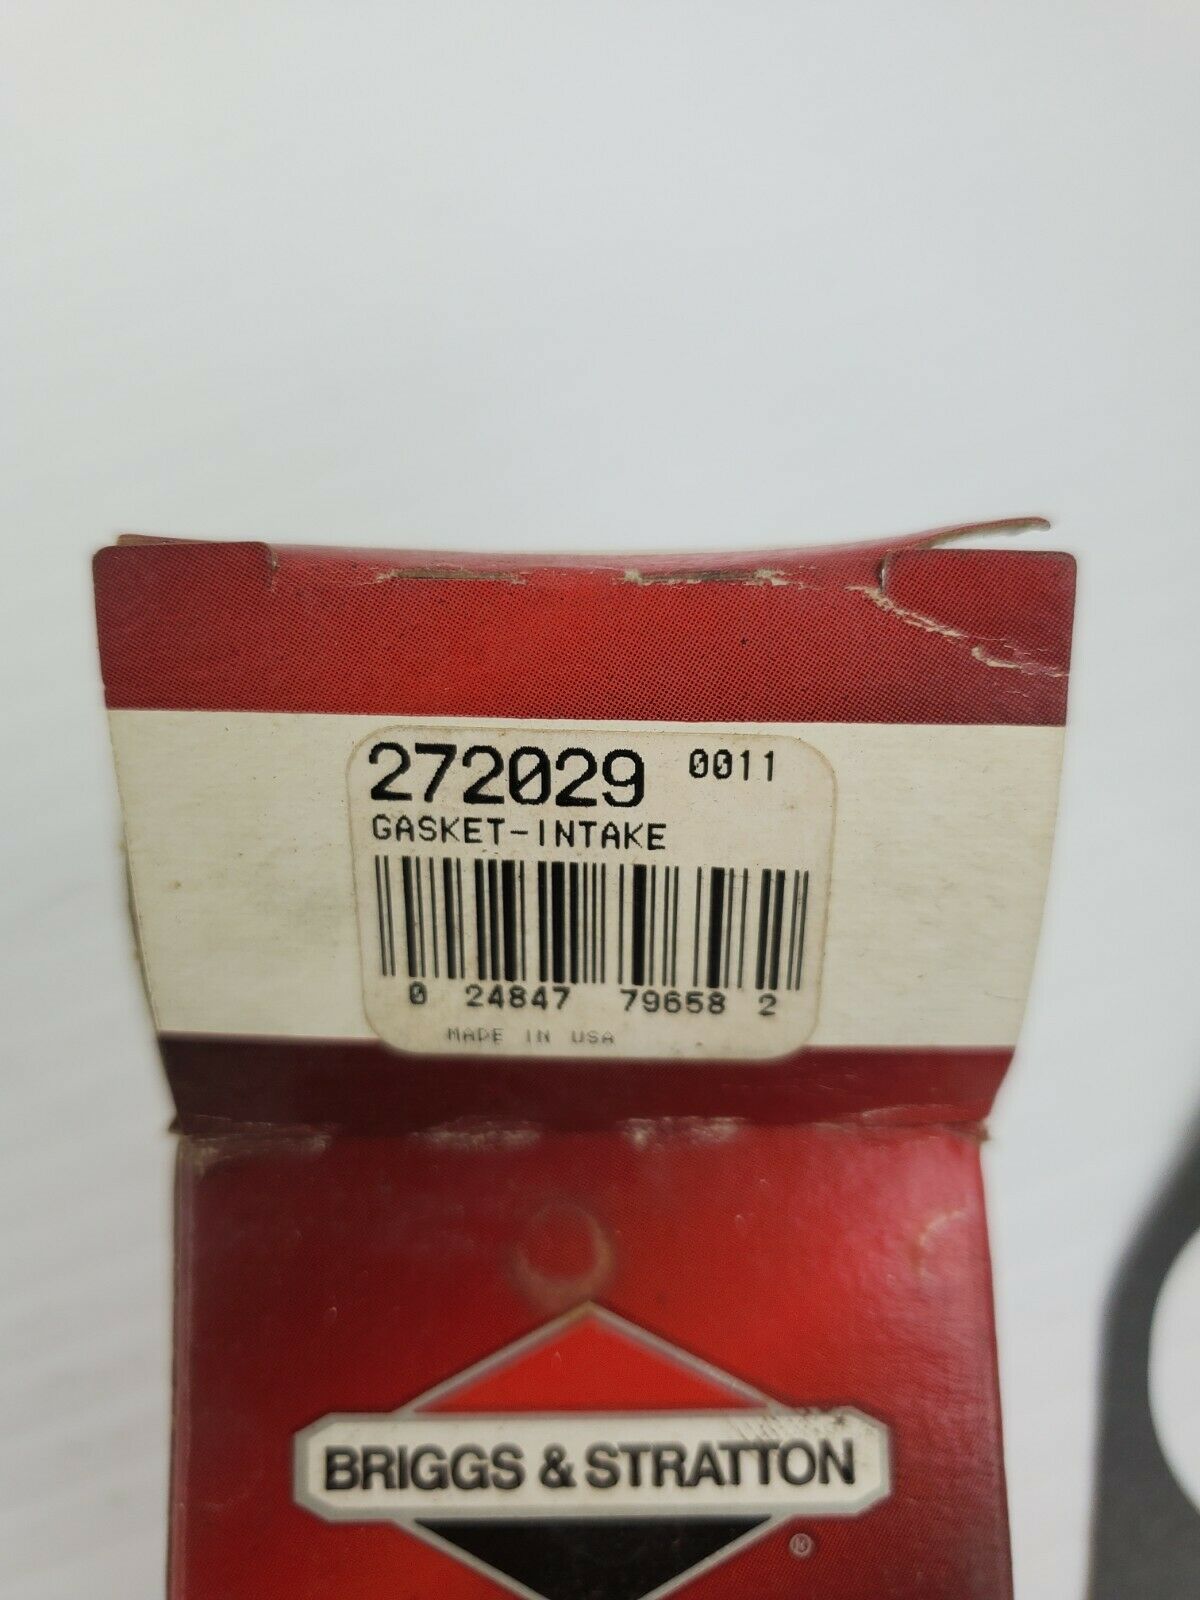 272029 0011
GASKET-INTAKE
0 24847 79658 2
MADE IN USA
BRIGGS & STRATTON
®